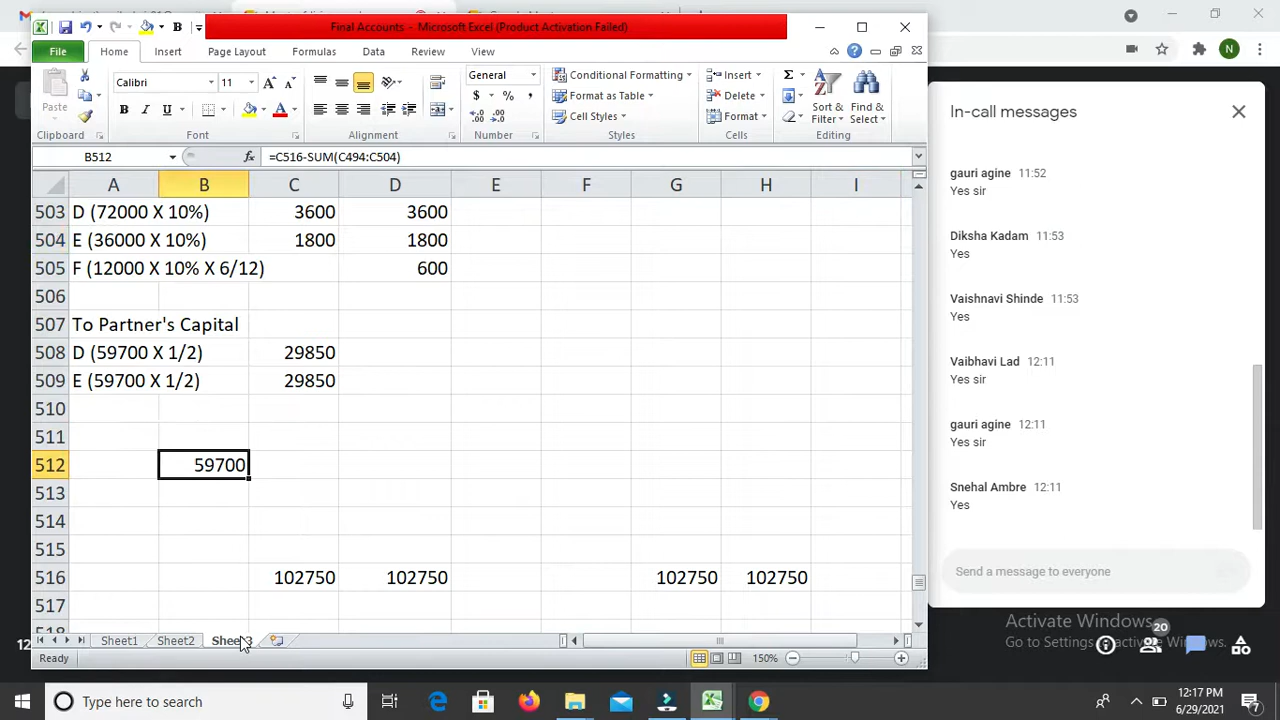 Final Accounts - Microsoft Excel (Product Activation Failed)
File Home Insert Page Layout Formulas Data Review View
Paste
Calibri 11
General
Conditional Formatting
Format as Table
Cell Styles
Insert
Delete
Format
Sort & Filter
Find & Select
Clipboard Font Alignment Number Styles Cells Editing
B512 fx =C516-SUM(C494:C504)
A B C D E F G H I
503 D (72000 X 10%) 3600 3600
504 E (36000 X 10%) 1800 1800
505 F (12000 X 10% X 6/12) 600
506
507 To Partner's Capital
508 D (59700 X 1/2) 29850
509 E (59700 X 1/2) 29850
510
511
512 59700
513
514
515
516 102750 102750 102750 102750
517
Sheet1 Sheet2
Ready 150%
N
In-call messages
gauri agine 11:52
Yes sir
Diksha Kadam 11:53
Yes
Vaishnavi Shinde 11:53
Yes
Vaibhavi Lad 12:11
Yes sir
gauri agine 12:11
Yes sir
Snehal Ambre 12:11
Yes
Send a message to everyone
Activate Windows
Go to Settings to activate Windows.
20
12
Type here to search
12:17 PM
6/29/2021
7